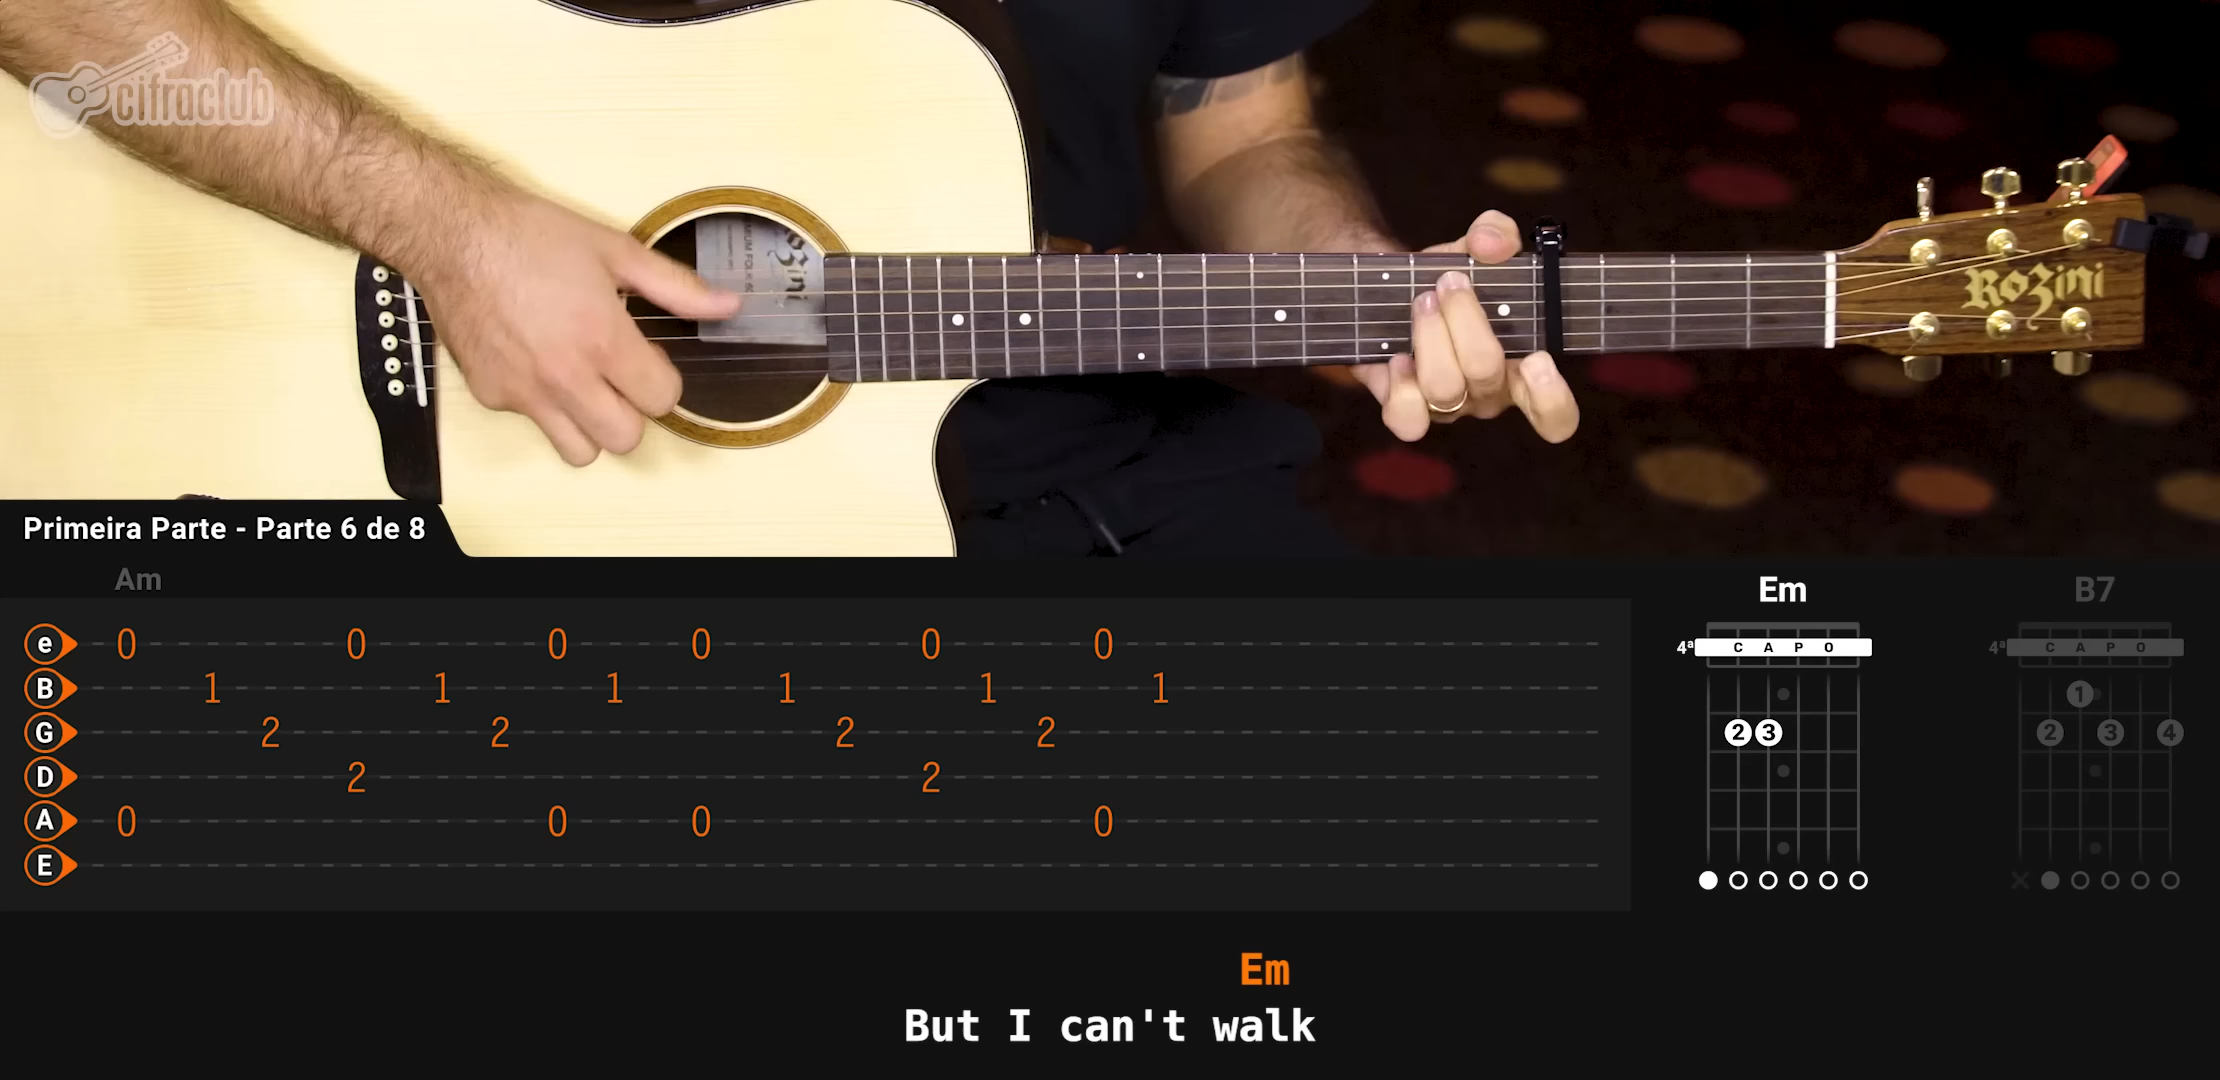 cifraclub
Rozini
Primeira Parte - Parte 6 de 8
Am
Em
B7
4ª CAPO
4ª CAPO
e 0 0 0 0 0 0
B 1 1 1 1 1 1
G 2 2 2 2
D 2 2
A 0 0 0 0
E
1
2 3
2 3 4
X
Em
But I can't walk